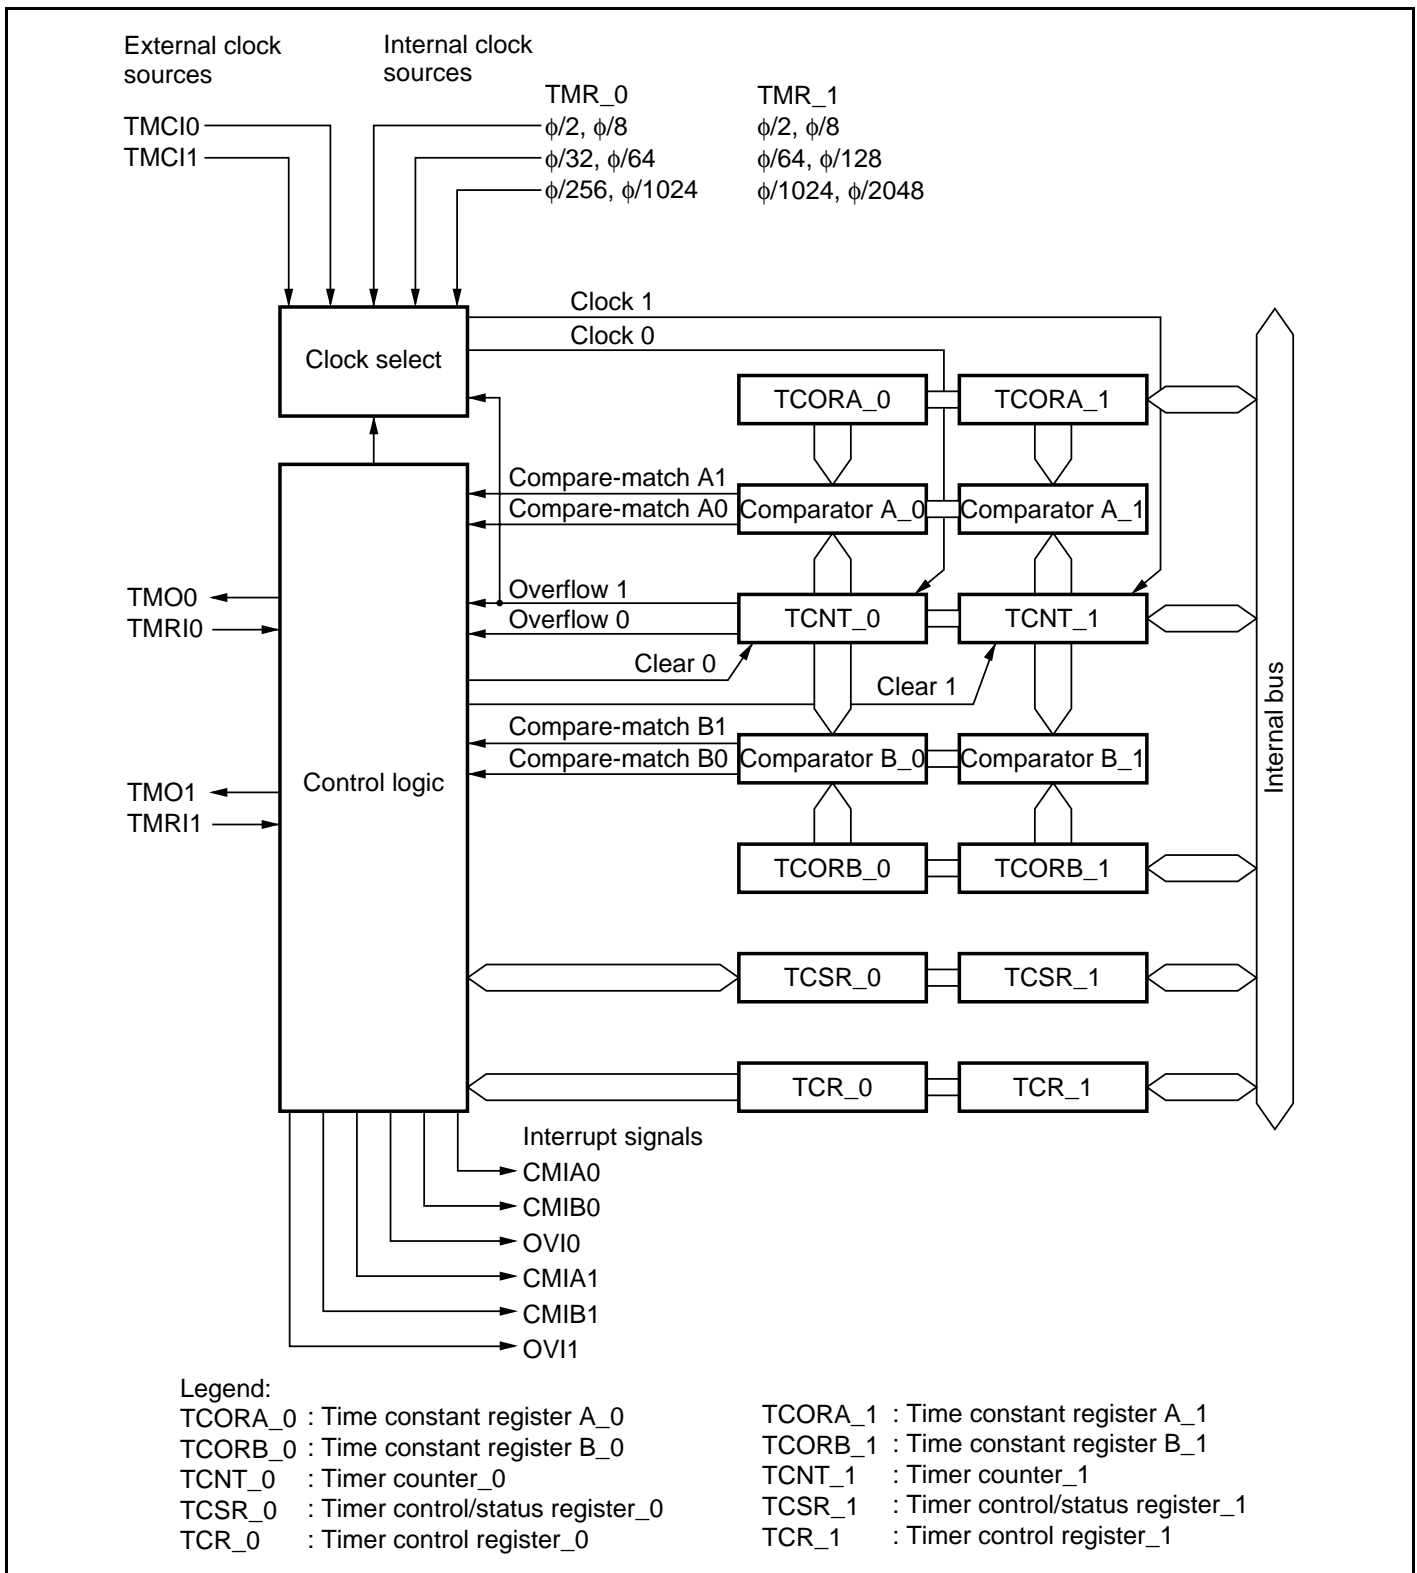 External clock
sources
Internal clock
sources
TMR_0
TMR_1
TMCI0
ϕ/2, ϕ/8
ϕ/2, ϕ/8
TMCI1
ϕ/32, ϕ/64
ϕ/64, ϕ/128
ϕ/256, ϕ/1024
ϕ/1024, ϕ/2048
Clock 1
Clock 0
Clock select
TCORA_0
TCORA_1
Compare-match A1
Compare-match A0
Comparator A_0
Comparator A_1
TMO0
TMRI0
Overflow 1
Overflow 0
TCNT_0
TCNT_1
Clear 0
Clear 1
Internal bus
Compare-match B1
Compare-match B0
Comparator B_0
Comparator B_1
Control logic
TMO1
TMRI1
TCORB_0
TCORB_1
TCSR_0
TCSR_1
TCR_0
TCR_1
Interrupt signals
CMIA0
CMIB0
OVI0
CMIA1
CMIB1
OVI1
Legend:
TCORA_0 : Time constant register A_0
TCORB_0 : Time constant register B_0
TCNT_0 : Timer counter_0
TCSR_0 : Timer control/status register_0
TCR_0 : Timer control register_0
TCORA_1 : Time constant register A_1
TCORB_1 : Time constant register B_1
TCNT_1 : Timer counter_1
TCSR_1 : Timer control/status register_1
TCR_1 : Timer control register_1